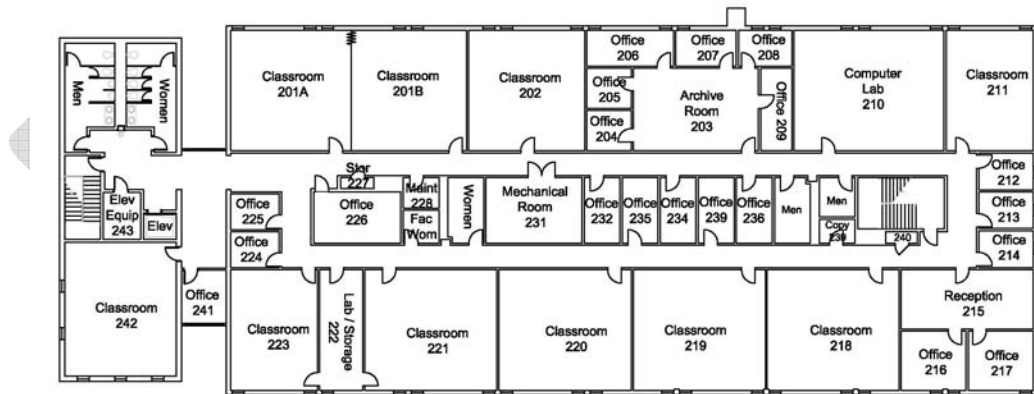 Men
Women
Classroom
201A
Classroom
201B
Classroom
202
Office
206
Office
207
Office
208
Office
205
Office
204
Archive
Room
203
Office 209
Computer
Lab
210
Classroom
211
Stor
227
Maint
228
Office
226
Fac
Wom
Women
Mechanical
Room
231
Office
232
Office
235
Office
234
Office
239
Office
236
Men
Men
Copy
239
240
Office
212
Office
213
Office
214
Elev
Equip
243
Elev
Office
225
Office
224
Classroom
242
Office
241
Classroom
223
Lab / Storage
222
Classroom
221
Classroom
220
Classroom
219
Classroom
218
Reception
215
Office
216
Office
217